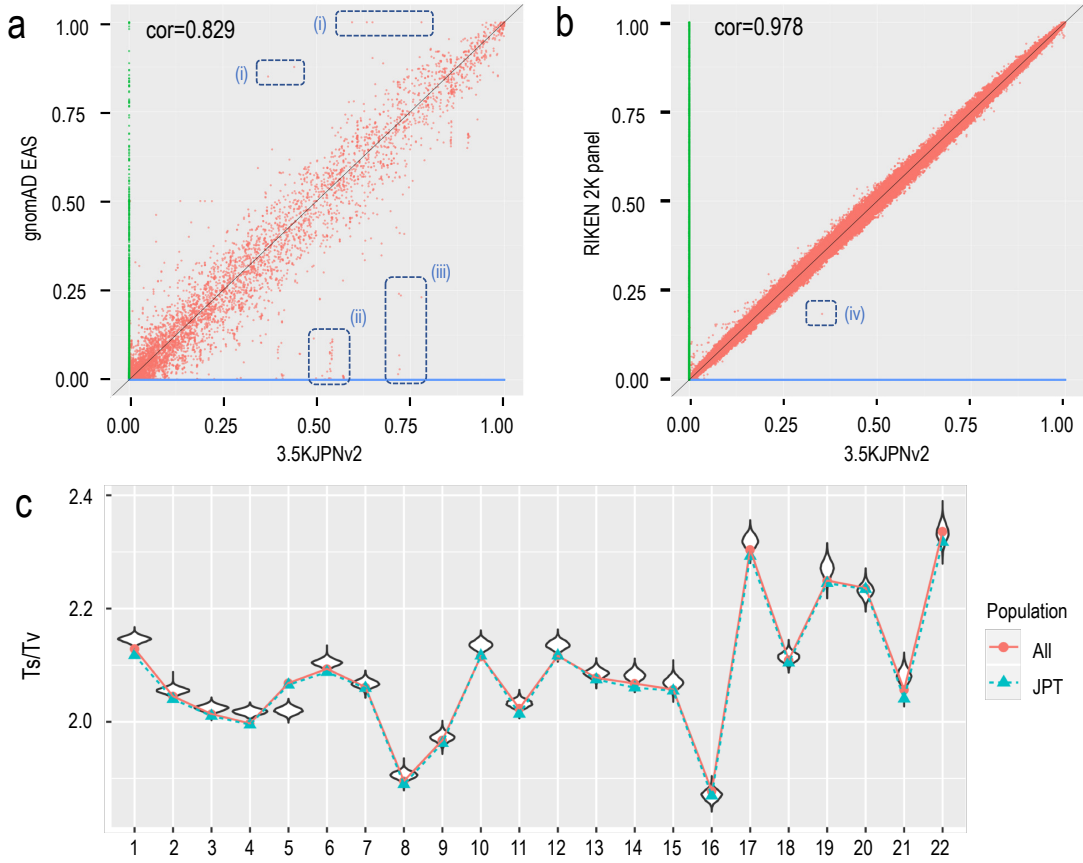 a
cor=0.829
(i)
(i)
(ii)
(iii)
1.00
0.75
0.50
0.25
0.00
gnomAD EAS
0.00 0.25 0.50 0.75 1.00
3.5KJPNv2
b
cor=0.978
(iv)
1.00
0.75
0.50
0.25
0.00
RIKEN 2K panel
0.00 0.25 0.50 0.75 1.00
3.5KJPNv2
c
2.4
2.2
2.0
Ts/Tv
1 2 3 4 5 6 7 8 9 10 11 12 13 14 15 16 17 18 19 20 21 22
Population
All
JPT